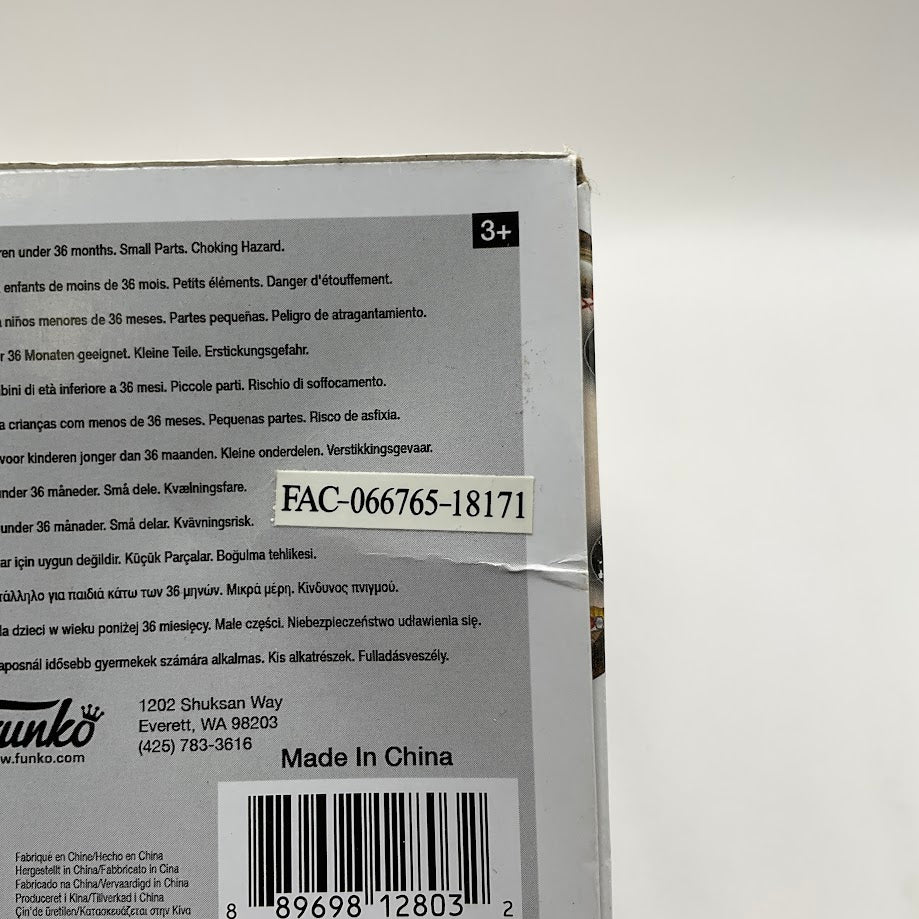 3+
under 36 months. Small Parts. Choking Hazard.
enfants de moins de 36 mois. Petits éléments. Danger d'étouffement.
niños menores de 36 meses. Partes pequeñas. Peligro de atragantamiento.
36 Monaten geeignet. Kleine Teile. Erstickungsgefahr.
di età inferiore a 36 mesi. Piccole parti. Rischio di soffocamento.
crianças com menos de 36 meses. Pequenas partes. Risco de asfixia.
voor kinderen jonger dan 36 maanden. Kleine onderdelen. Verstikkingsgevaar.
under 36 måneder. Små dele. Kvælningsfare.
FAC-066765-18171
under 36 månader. Små delar. Kvävningsrisk.
için uygun değildir. Küçük Parçalar. Boğulma tehlikesi.
για παιδιά κάτω των 36 μηνών. Μικρά μέρη. Κίνδυνος πνιγμού.
dla dzieci w wieku poniżej 36 miesięcy. Małe części. Niebezpieczeństwo udławienia się.
idősebb gyermekek számára alkalmas. Kis alkatrészek. Fulladásveszély.
Funko
www.funko.com
1202 Shuksan Way
Everett, WA 98203
(425) 783-3616
Made In China
Fabriqué en Chine/Hecho en China
Hergestellt in China/Fabbricato in Cina
Fabricado na China/Vervaardigd in China
Produceret i Kina/Tillverkad i China
Çin'de üretilen/Κατασκευάζεται στην Κίνα
8 89698 12803 2